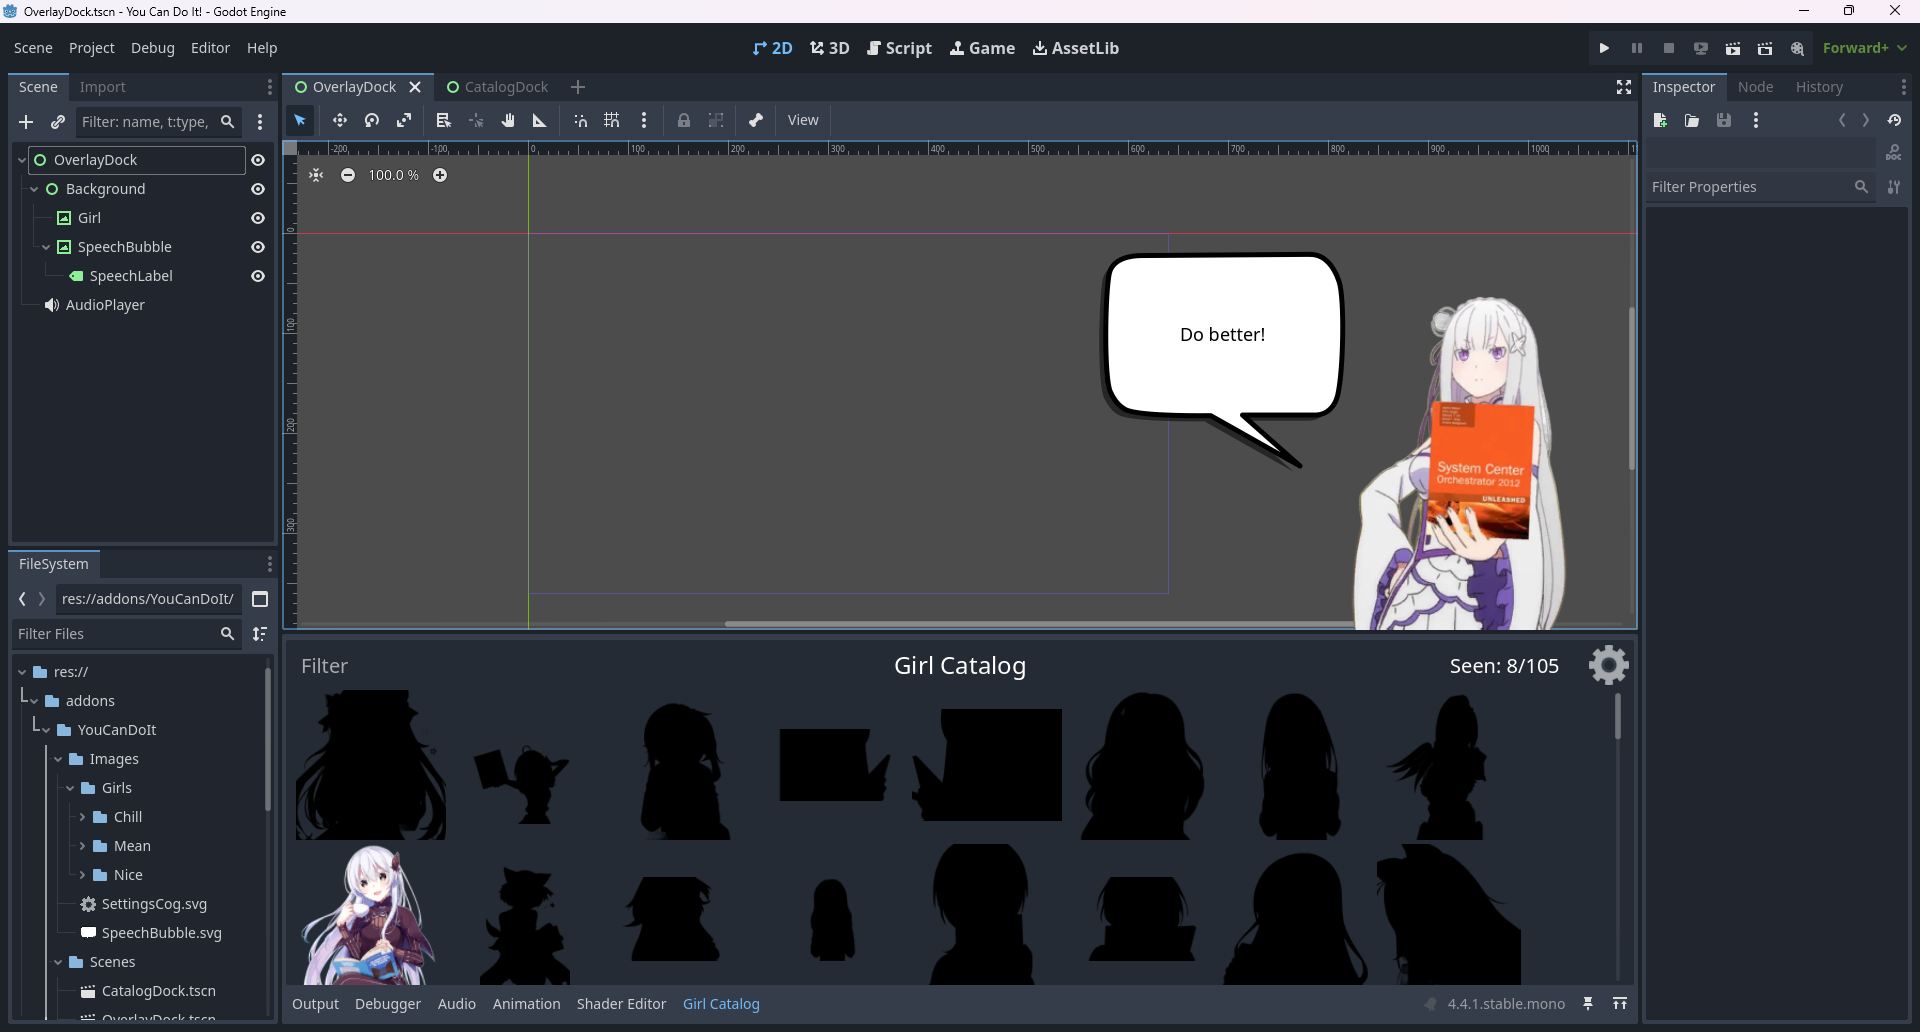 OverlayDock.tscn - You Can Do It! - Godot Engine
Scene Project Debug Editor Help
2D 3D Script Game AssetLib
Forward+
Scene Import
Filter: name, t:type,
OverlayDock
Background
Girl
SpeechBubble
SpeechLabel
AudioPlayer
FileSystem
res://addons/YouCanDoIt/
Filter Files
res://
addons
YouCanDoIt
Images
Girls
Chill
Mean
Nice
SettingsCog.svg
SpeechBubble.svg
Scenes
CatalogDock.tscn
OverlayDock.tscn
OverlayDock CatalogDock
View
-200 -100 0 100 200 300 400 500 600 700 800 900 1000
0
100
200
300
100.0 %
Do better!
System Center
Orchestrator 2012
UNLEASHED
Filter Girl Catalog Seen: 8/105
Output Debugger Audio Animation Shader Editor Girl Catalog
4.4.1.stable.mono
Inspector Node History
DOC
Filter Properties